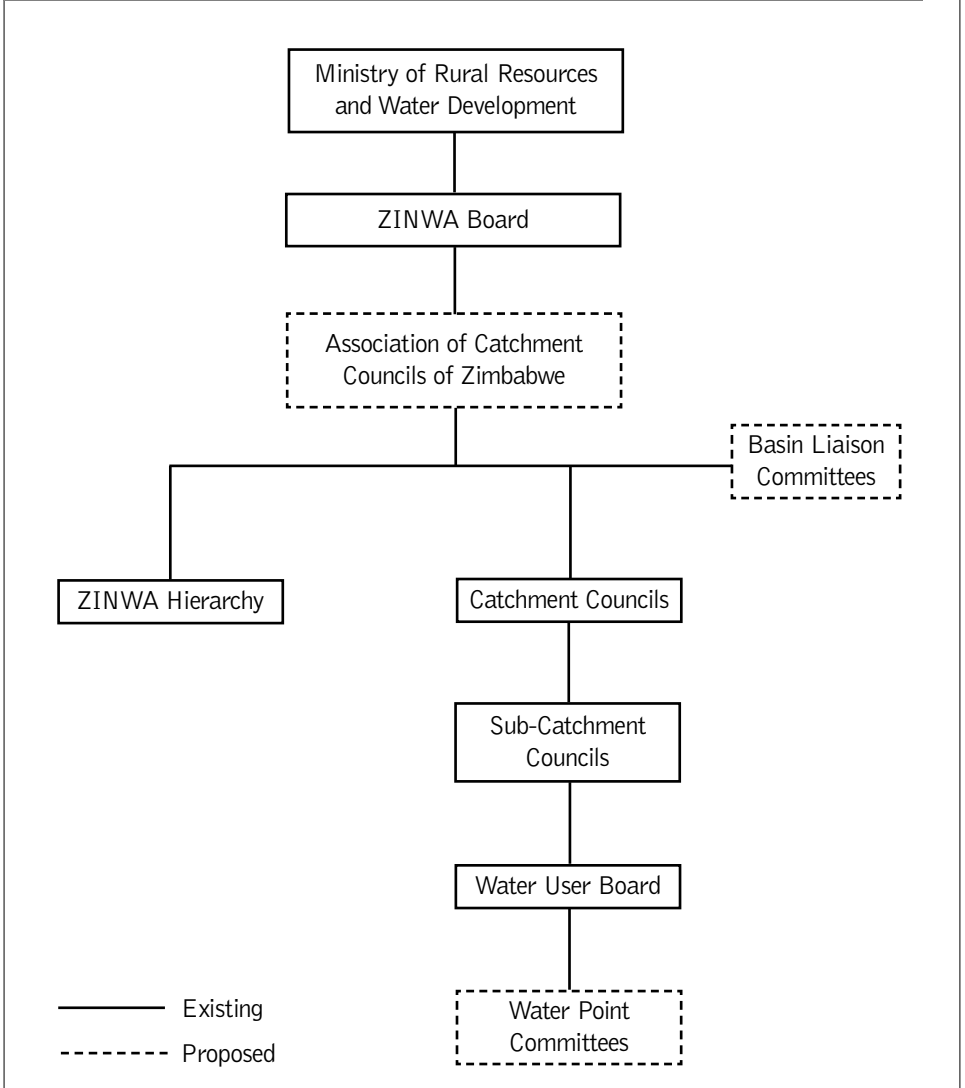 Ministry of Rural Resources
and Water Development
ZINWA Board
Association of Catchment
Councils of Zimbabwe
Basin Liaison
Committees
ZINWA Hierarchy
Catchment Councils
Sub-Catchment
Councils
Water User Board
Water Point
Committees
Existing
Proposed